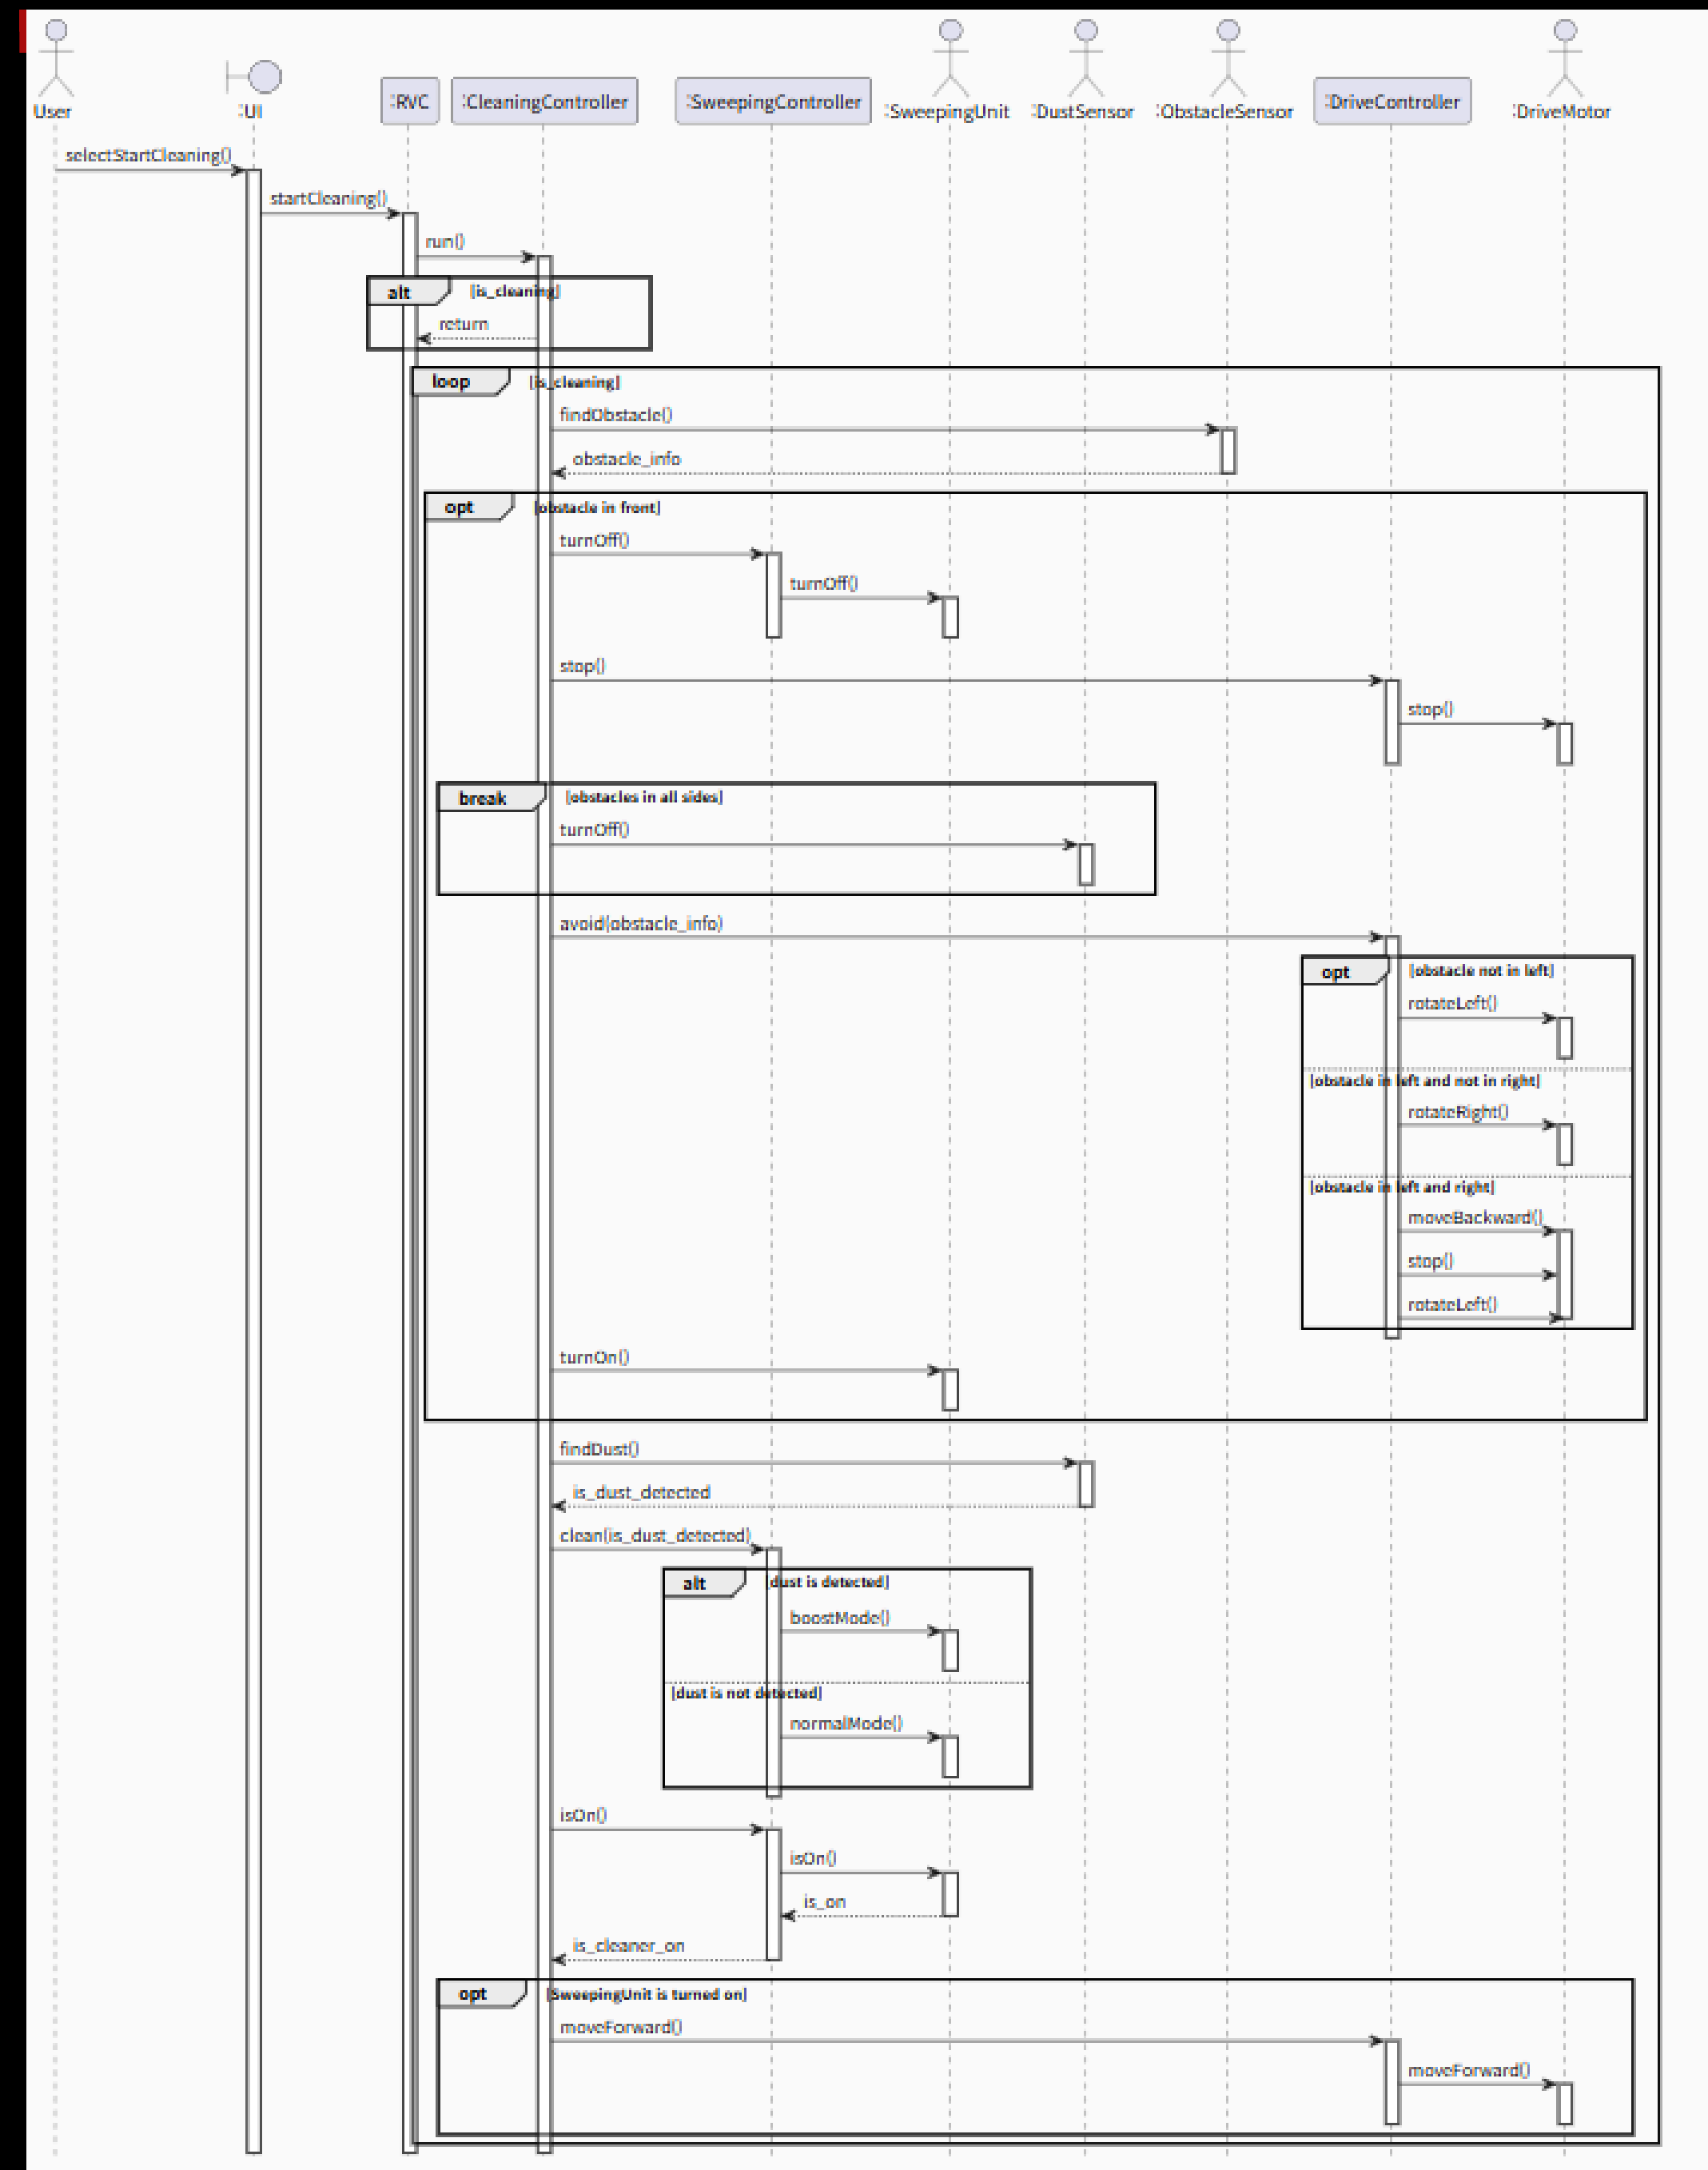 User
:UI
:RVC
:CleaningController
:SweepingController
:SweepingUnit
:DustSensor
:ObstacleSensor
:DriveController
:DriveMotor
selectStartCleaning()
startCleaning()
run()
alt [is_cleaning]
return
loop [is_cleaning]
findObstacle()
obstacle_info
opt [obstacle in front]
turnOff()
turnOff()
stop()
stop()
break [obstacles in all sides]
turnOff()
avoid(obstacle_info)
opt [obstacle not in left]
rotateLeft()
[obstacle in left and not in right]
rotateRight()
[obstacle in left and right]
moveBackward()
stop()
rotateLeft()
turnOn()
findDust()
is_dust_detected
clean(is_dust_detected)
alt [dust is detected]
boostMode()
[dust is not detected]
normalMode()
isOn()
isOn()
is_on
is_cleaner_on
opt [SweepingUnit is turned on]
moveForward()
moveForward()